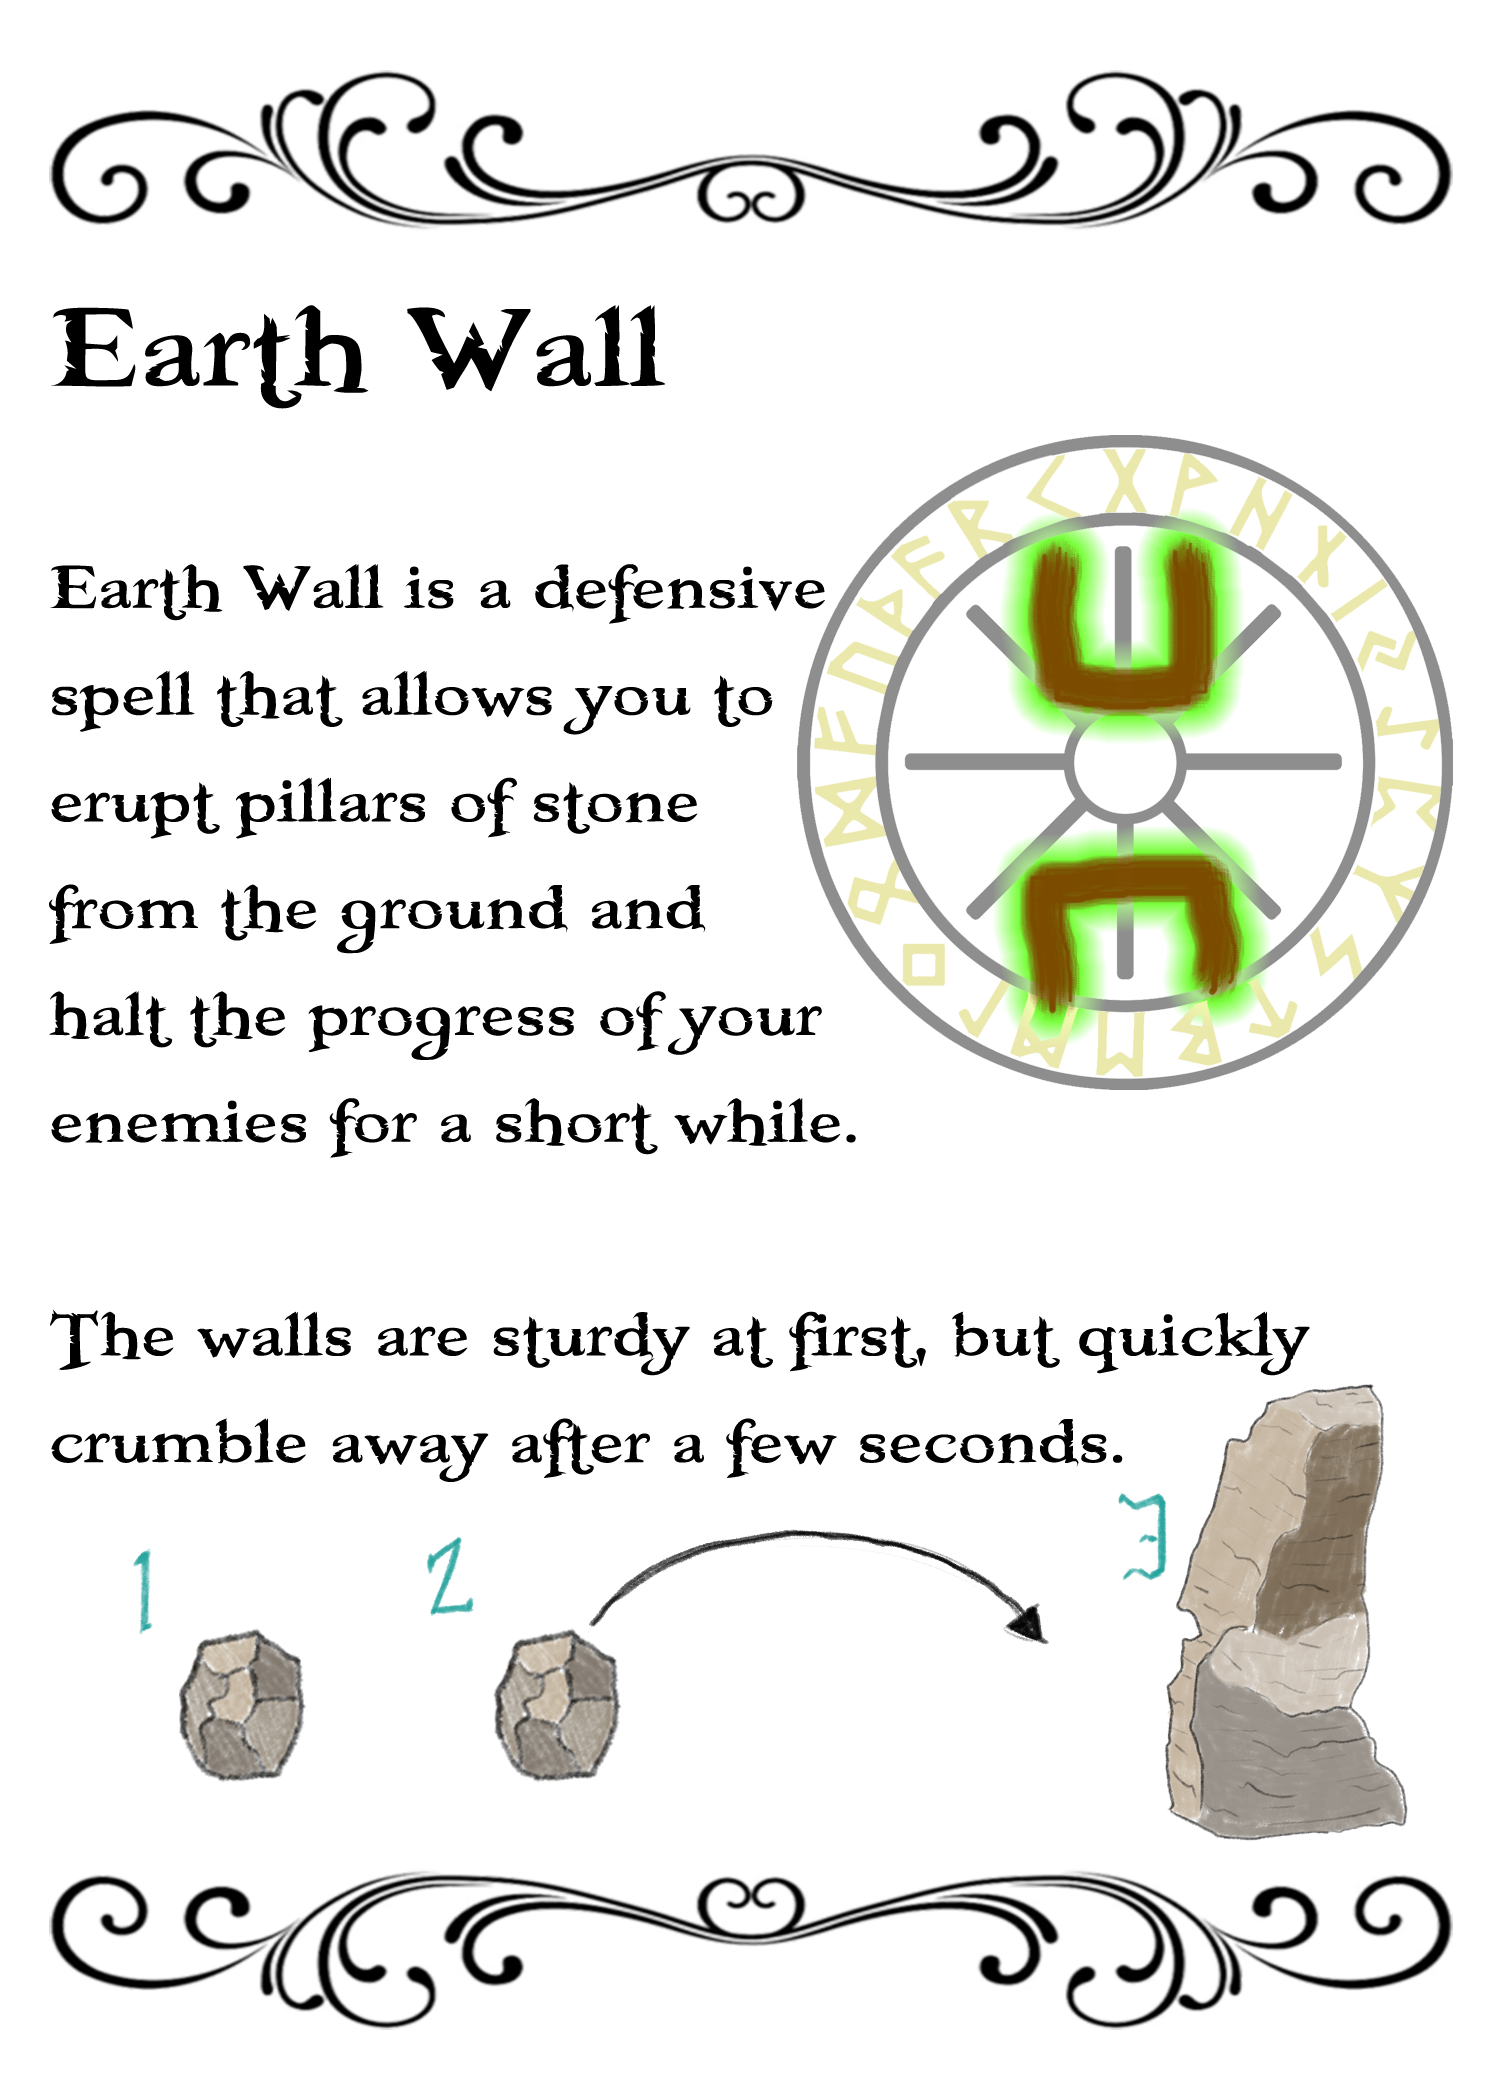 Earth Wall
Earth Wall is a defensive
spell that allows you to
erupt pillars of stone
from the ground and
halt the progress of your
enemies for a short while.
The walls are sturdy at first, but quickly
crumble away after a few seconds.
1 2 3